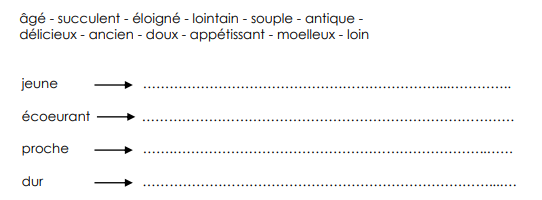 âgé - succulent - éloigné - lointain - souple - antique -
délicieux - ancien - doux - appétissant - moelleux - loin
jeune → ……………………………………………………………………
écoeurant → ……………………………………………………………………
proche → ……………………………………………………………………
dur → ……………………………………………………………………